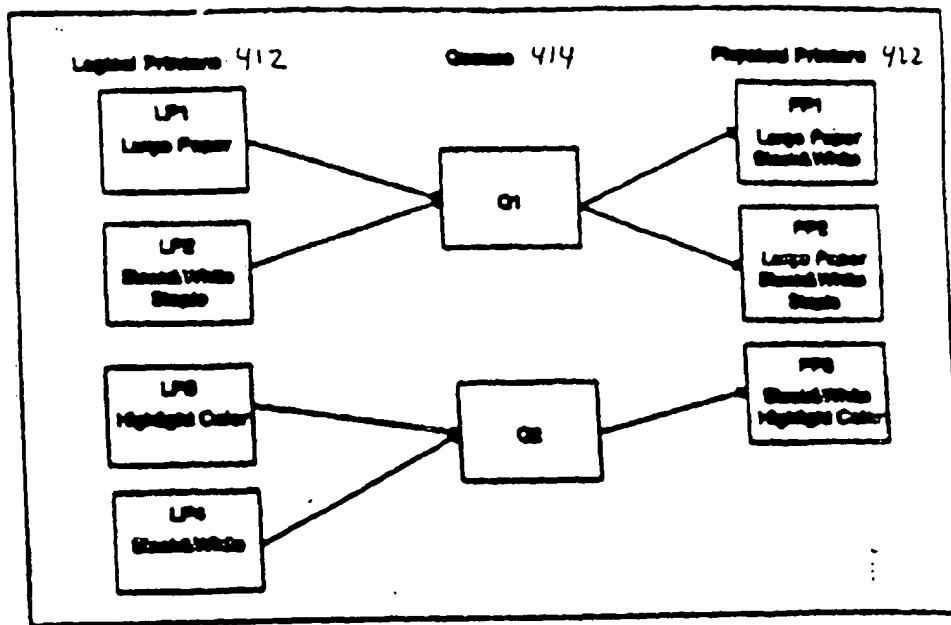 Logical Printers 412
Queues 414
Physical Printers 422
LP1
Large Paper
LP2
Black&White
Staple
LP3
Highlight Color
LP4
Black&White
Q1
Q2
PP1
Large Paper
Black&White
PP2
Large Paper
Black&White
Staple
PP3
Black&White
Highlight Color